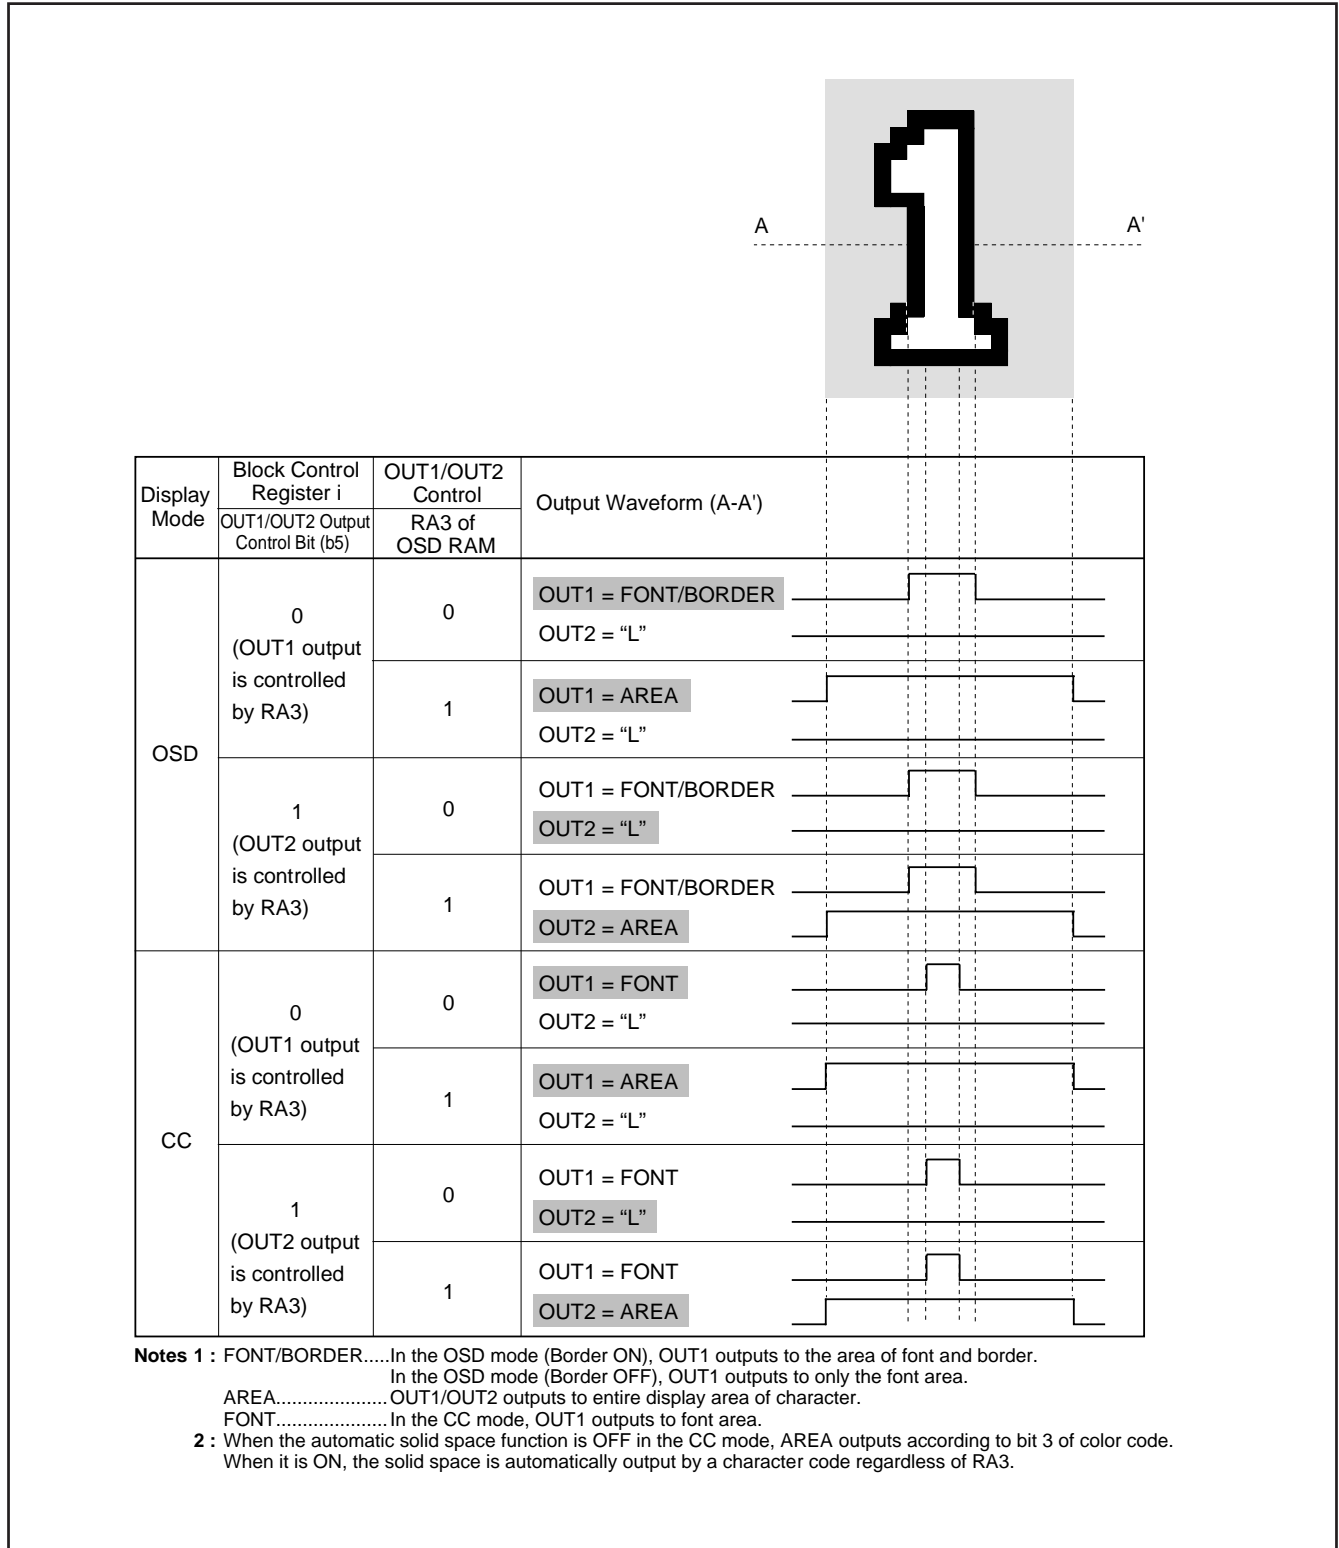 A A'
Display Mode
Block Control Register i
OUT1/OUT2 Output Control Bit (b5)
OUT1/OUT2 Control
RA3 of OSD RAM
Output Waveform (A-A')
OSD
0
(OUT1 output
is controlled
by RA3)
0
OUT1 = FONT/BORDER
OUT2 = “L”
1
OUT1 = AREA
OUT2 = “L”
1
(OUT2 output
is controlled
by RA3)
0
OUT1 = FONT/BORDER
OUT2 = “L”
1
OUT1 = FONT/BORDER
OUT2 = AREA
CC
0
(OUT1 output
is controlled
by RA3)
0
OUT1 = FONT
OUT2 = “L”
1
OUT1 = AREA
OUT2 = “L”
1
(OUT2 output
is controlled
by RA3)
0
OUT1 = FONT
OUT2 = “L”
1
OUT1 = FONT
OUT2 = AREA
Notes 1 : FONT/BORDER.....In the OSD mode (Border ON), OUT1 outputs to the area of font and border.
In the OSD mode (Border OFF), OUT1 outputs to only the font area.
AREA.....................OUT1/OUT2 outputs to entire display area of character.
FONT.....................In the CC mode, OUT1 outputs to font area.
2 : When the automatic solid space function is OFF in the CC mode, AREA outputs according to bit 3 of color code.
When it is ON, the solid space is automatically output by a character code regardless of RA3.